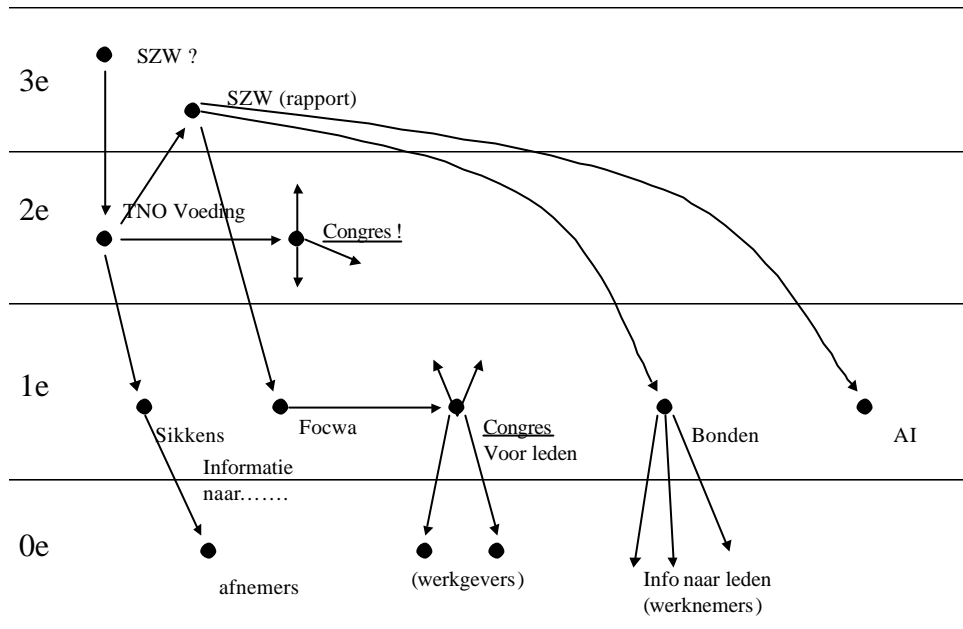 SZW ?
3e
SZW (rapport)
2e
TNO Voeding
Congres !
1e
Sikkens
Focwa
Congres
Voor leden
Bonden
AI
Informatie
naar…….
0e
afnemers
(werkgevers)
Info naar leden
(werknemers)